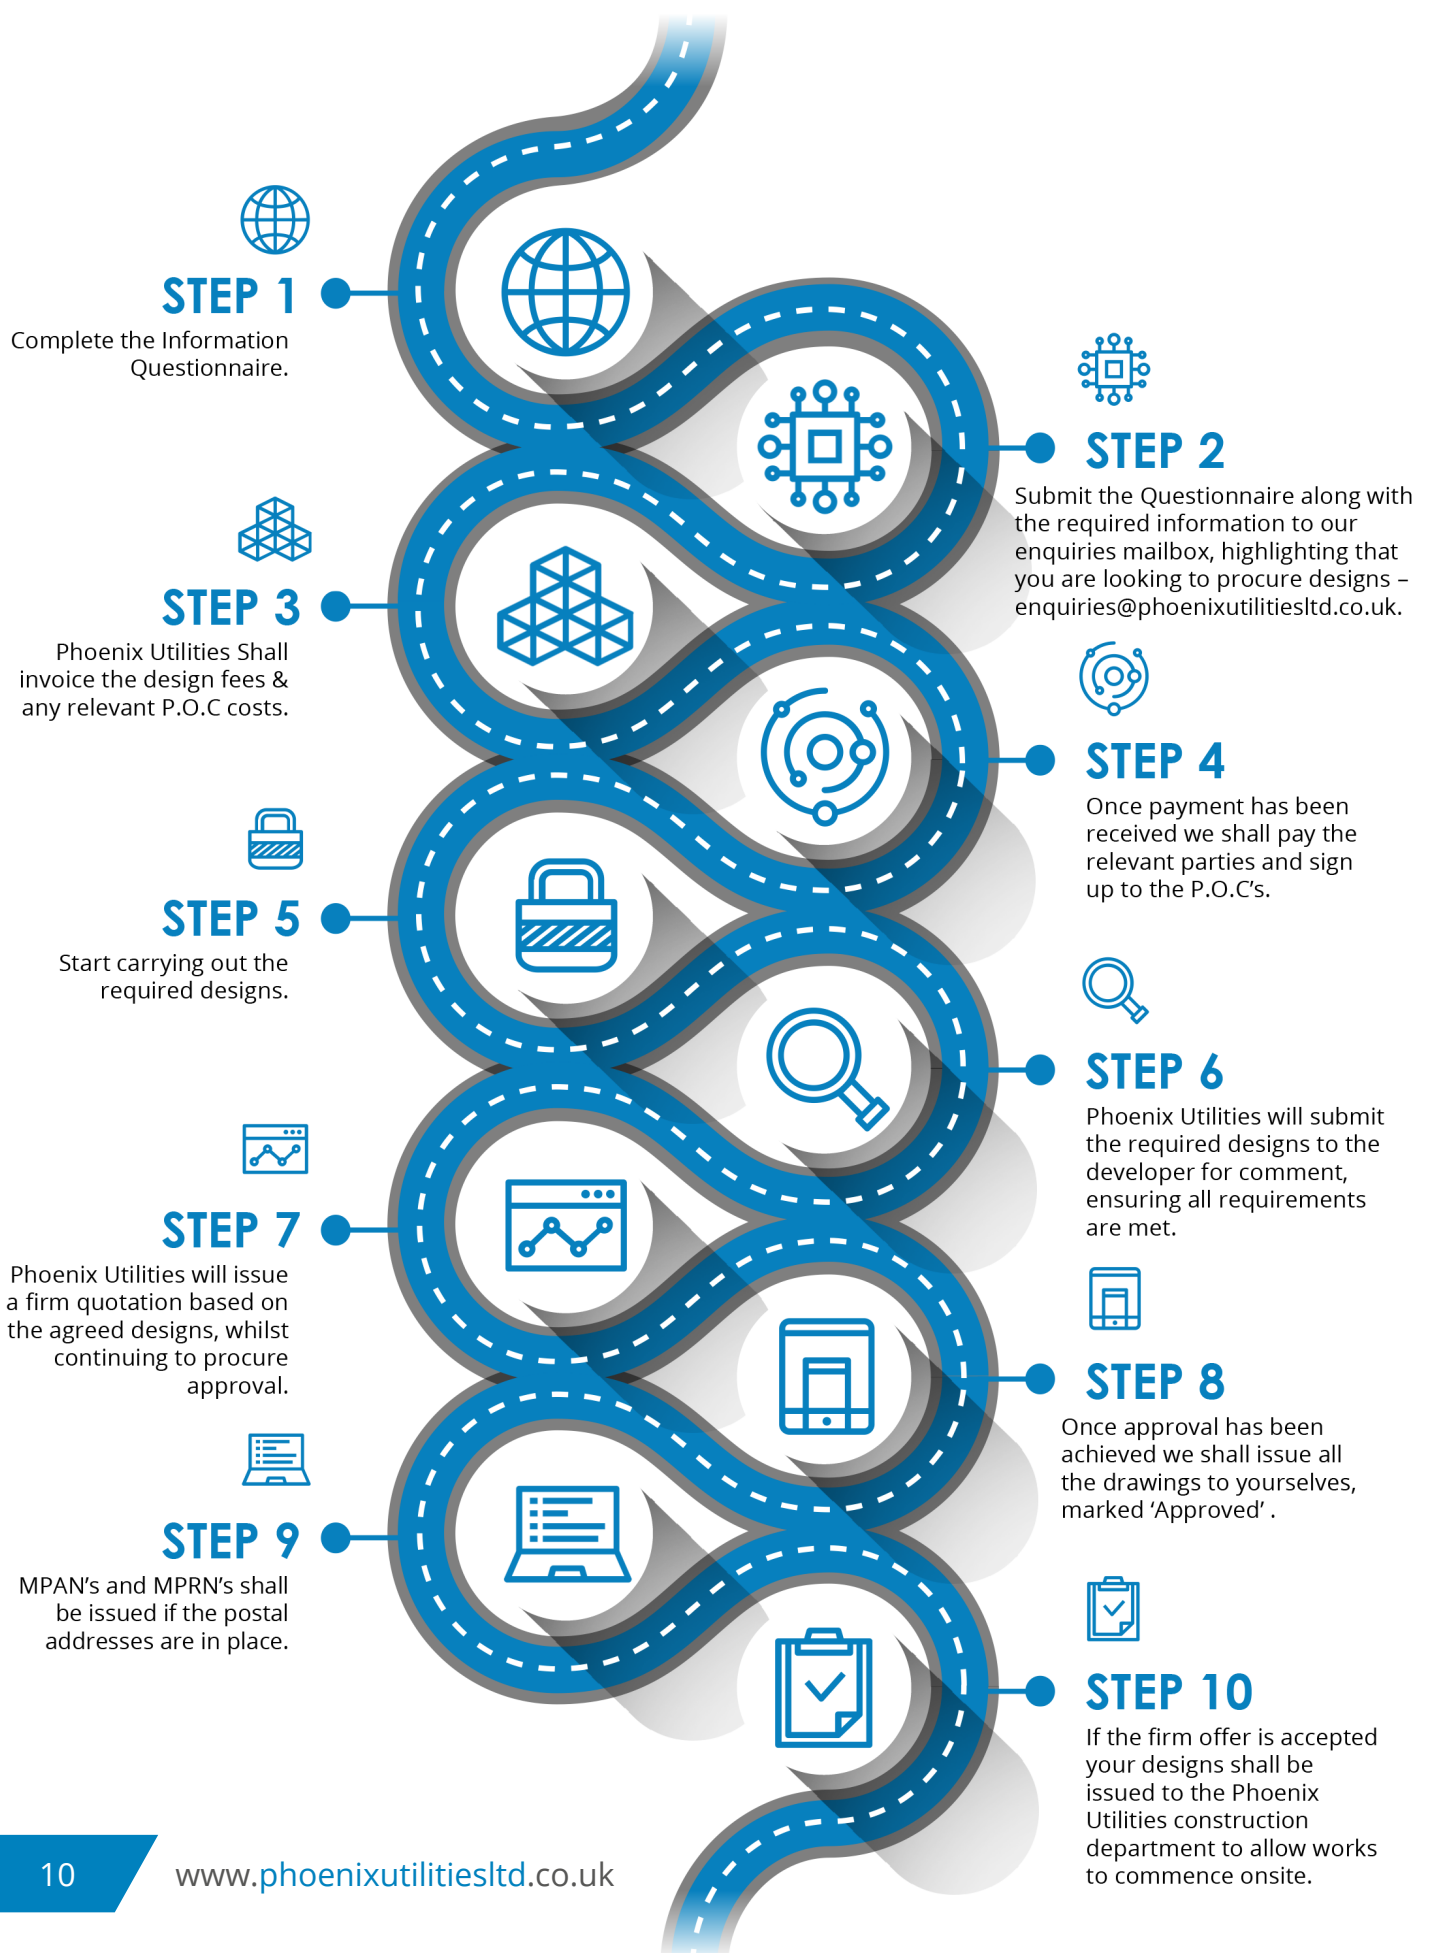 STEP 1
Complete the Information
Questionnaire.
STEP 2
Submit the Questionnaire along with
the required information to our
enquiries mailbox, highlighting that
you are looking to procure designs –
enquiries@phoenixutilitiesltd.co.uk.
STEP 3
Phoenix Utilities Shall
invoice the design fees &
any relevant P.O.C costs.
STEP 4
Once payment has been
received we shall pay the
relevant parties and sign
up to the P.O.C’s.
STEP 5
Start carrying out the
required designs.
STEP 6
Phoenix Utilities will submit
the required designs to the
developer for comment,
ensuring all requirements
are met.
STEP 7
Phoenix Utilities will issue
a firm quotation based on
the agreed designs, whilst
continuing to procure
approval.
STEP 8
Once approval has been
achieved we shall issue all
the drawings to yourselves,
marked ‘Approved’ .
STEP 9
MPAN’s and MPRN’s shall
be issued if the postal
addresses are in place.
STEP 10
If the firm offer is accepted
your designs shall be
issued to the Phoenix
Utilities construction
department to allow works
to commence onsite.
10
www.phoenixutilitiesltd.co.uk